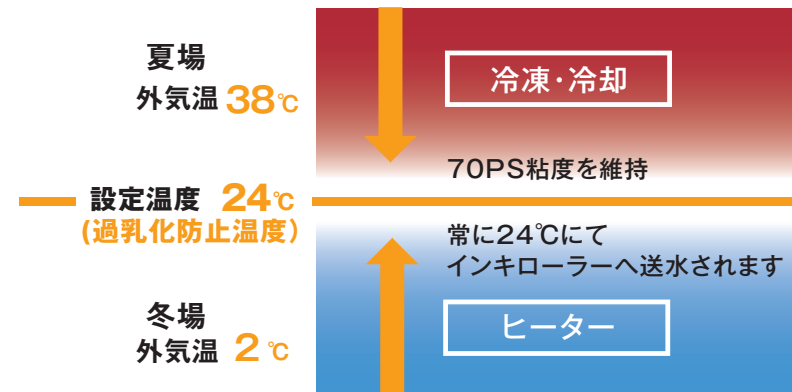 夏場
外気温 38℃
冷凍・冷却
70PS粘度を維持
設定温度 24℃
(過乳化防止温度)
常に24℃にて
インキローラーへ送水されます
冬場
外気温 2℃
ヒーター